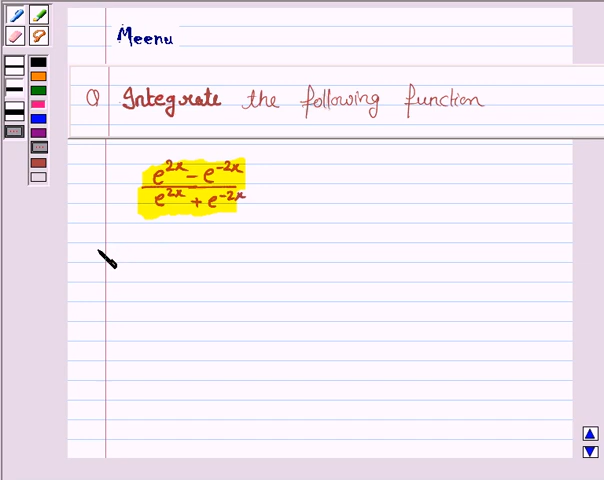 Meenu
Q Integrate the following function
e^2x - e^-2x
e^2x + e^-2x